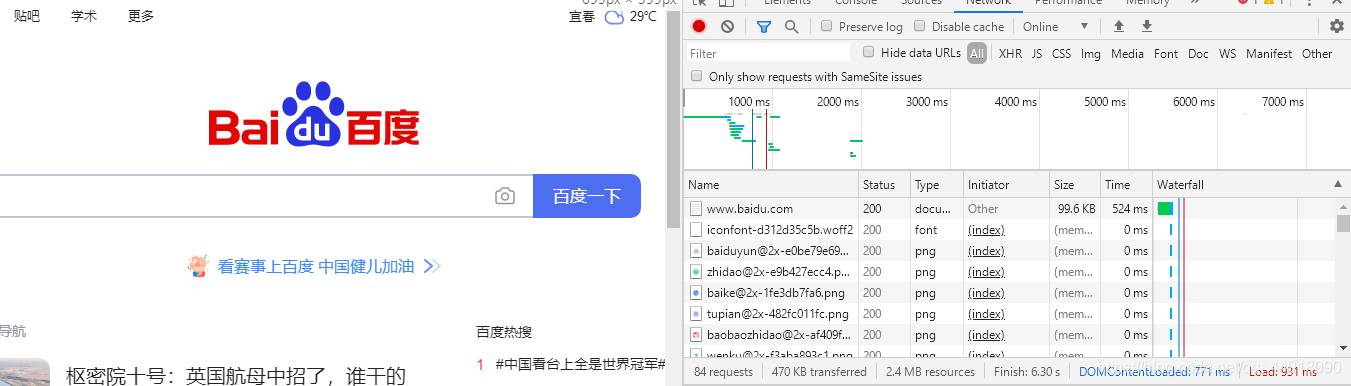 贴吧 学术 更多 宜春 29℃
Bai du 百度
百度一下
看赛事上百度 中国健儿加油
导航
百度热搜
枢密院十号：英国航母中招了，谁干的
1 #中国看台上全是世界冠军#
Elements Console Sources Network Performance Memory
Preserve log Disable cache Online
Filter Hide data URLs All XHR JS CSS Img Media Font Doc WS Manifest Other
Only show requests with SameSite issues
1000 ms 2000 ms 3000 ms 4000 ms 5000 ms 6000 ms 7000 ms
Name Status Type Initiator Size Time Waterfall
www.baidu.com 200 docu... Other 99.6 KB 524 ms
iconfont-d312d35c5b.woff2 200 font (index) (mem... 0 ms
baiduyun@2x-e0be79e69... 200 png (index) (mem... 0 ms
zhidao@2x-e9b427ecc4.p... 200 png (index) (mem... 0 ms
baike@2x-1fe3db7fa6.png 200 png (index) (mem... 0 ms
tupian@2x-482fc011fc.png 200 png (index) (mem... 0 ms
baobaozhidao@2x-af409f... 200 png (index) (mem... 0 ms
wenku@2x-f3aba893c1.png 200 png (index) (mem... 0 ms
84 requests 470 KB transferred 2.4 MB resources Finish: 6.30 s DOMContentLoaded: 771 ms Load: 931 ms